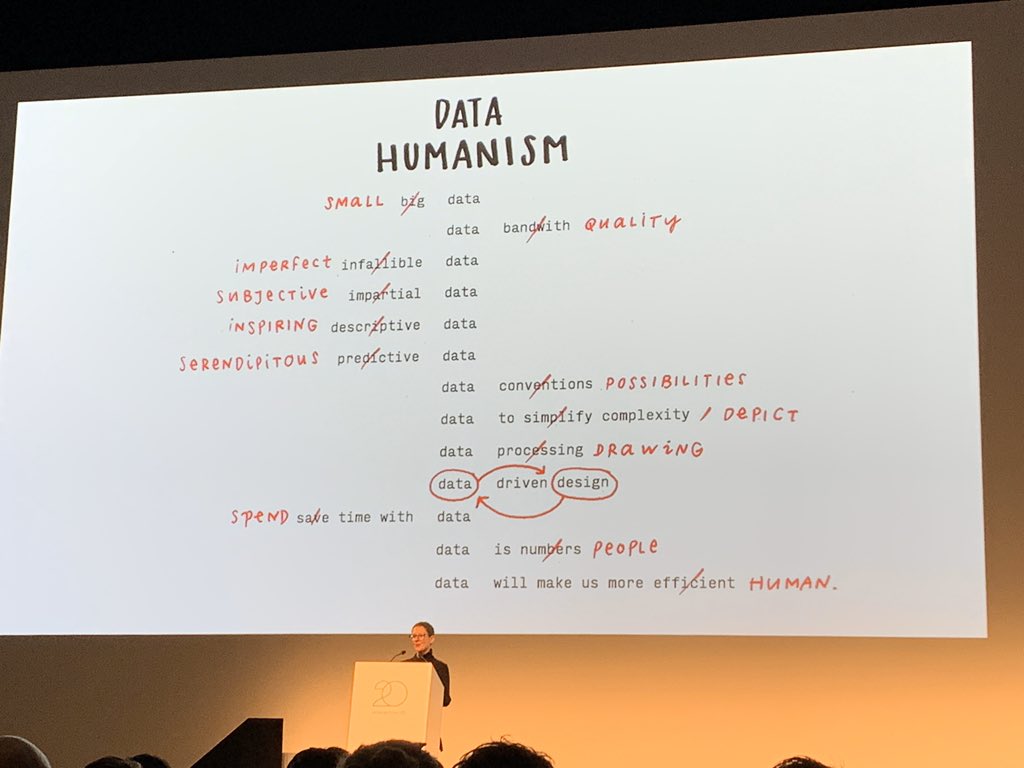 DATA
HUMANISM
SMALL big data
data bandwith QUALITY
IMPERFECT infallible data
SUBJECTIVE impartial data
INSPIRING descriptive data
SERENDIPITOUS predictive data
data conventions POSSIBILITIES
data to simplify complexity / DEPICT
data processing DRAWING
data driven design
SPEND save time with data
data is numbers PEOPLE
data will make us more efficient HUMAN.
20